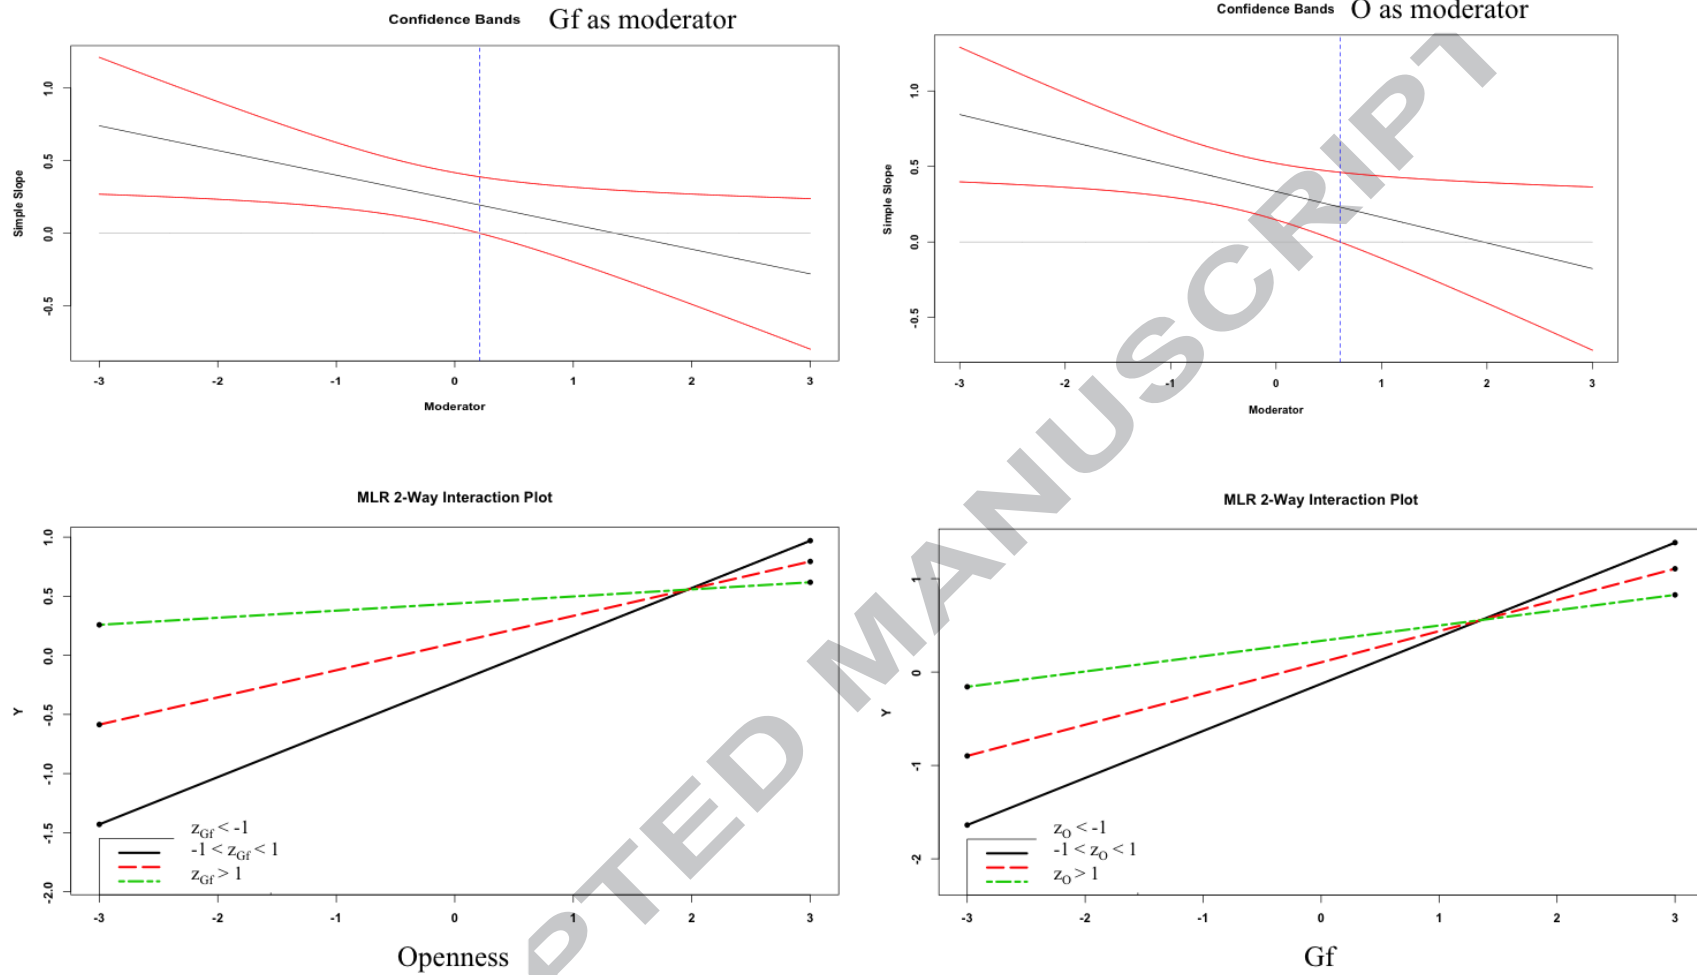 Confidence Bands Gf as moderator
1.0
0.5
0.0
-0.5
Simple Slope
-3 -2 -1 0 1 2 3
Moderator
Confidence Bands O as moderator
1.0
0.5
0.0
-0.5
Simple Slope
-3 -2 -1 0 1 2 3
Moderator
MLR 2-Way Interaction Plot
1.0
0.5
0.0
-0.5
-1.0
-1.5
-2.0
Y
zGf < -1
-1 < zGf < 1
zGf > 1
-3 -2 -1 0 1 2 3
Openness
MLR 2-Way Interaction Plot
1
0
-1
-2
Y
zO < -1
-1 < zO < 1
zO > 1
-3 -2 -1 0 1 2 3
Gf
PTED MANUSCRIPT